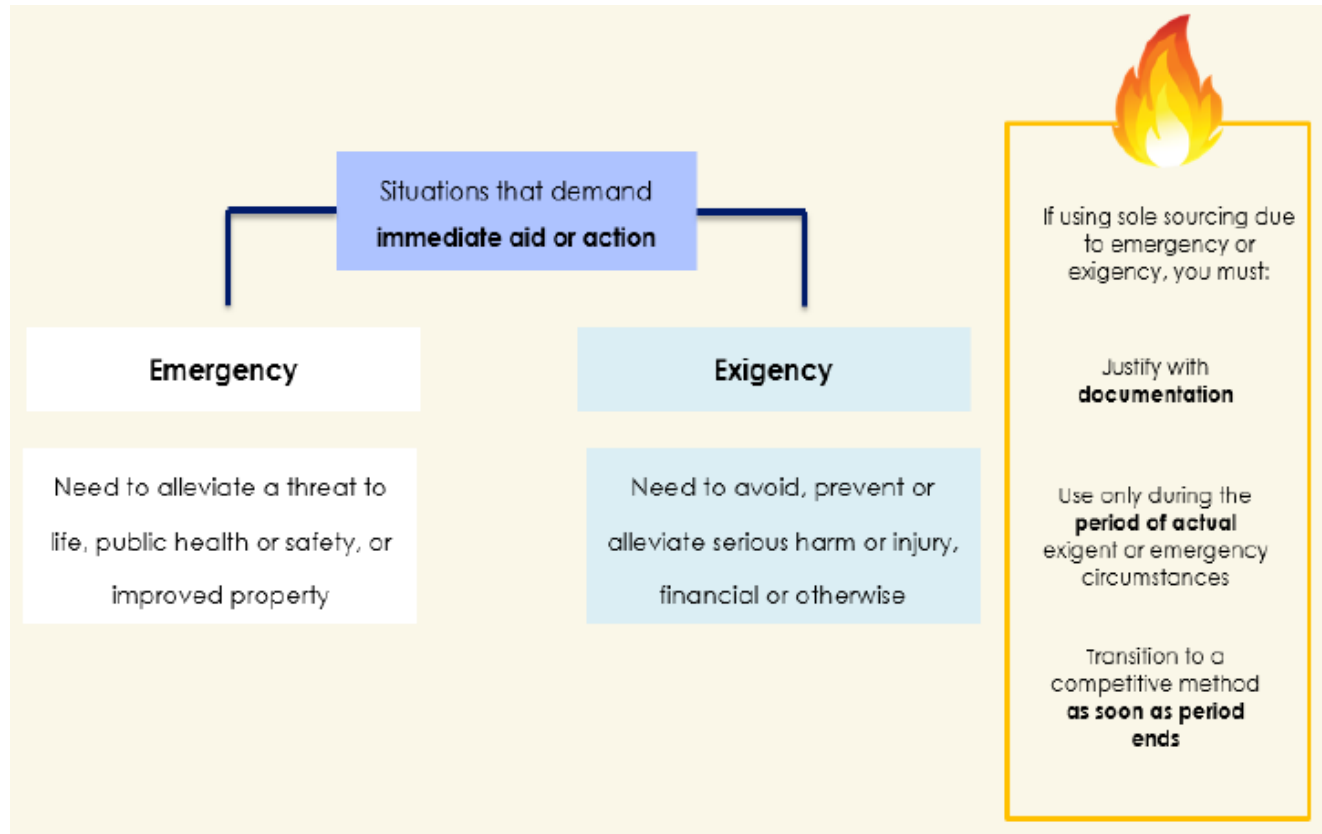 Situations that demand
immediate aid or action
Emergency
Need to alleviate a threat to
life, public health or safety, or
improved property
Exigency
Need to avoid, prevent or
alleviate serious harm or injury,
financial or otherwise
If using sole sourcing due
to emergency or
exigency, you must:
Justify with
documentation
Use only during the
period of actual
exigent or emergency
circumstances
Transition to a
competitive method
as soon as period
ends